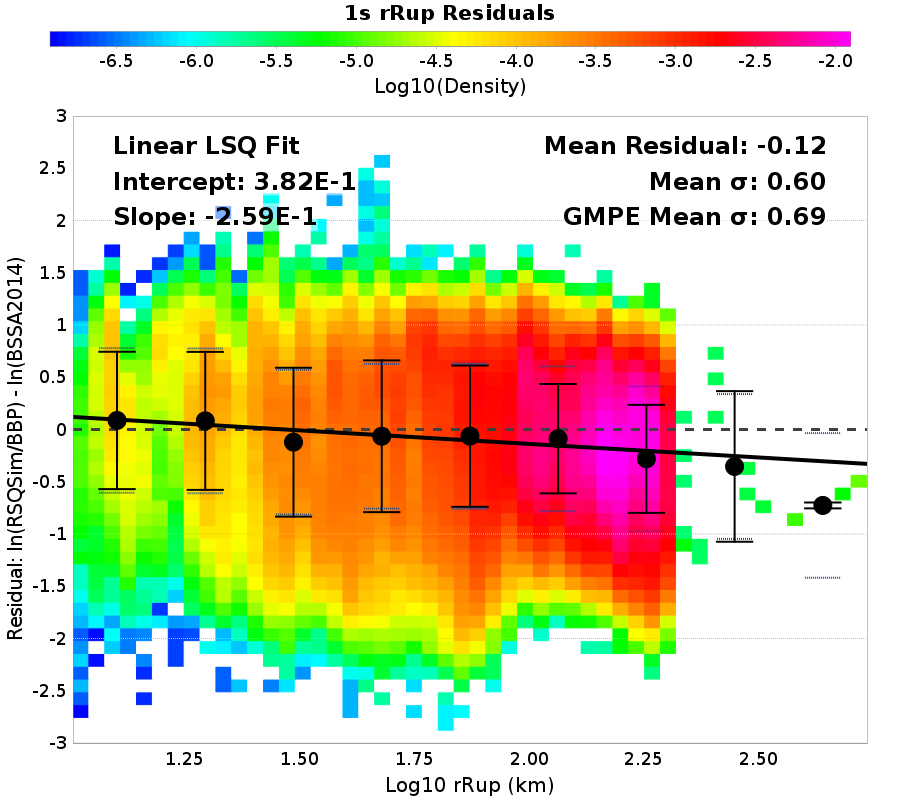 1s rRup Residuals
-6.5 -6.0 -5.5 -5.0 -4.5 -4.0 -3.5 -3.0 -2.5 -2.0
Log10(Density)
Linear LSQ Fit
Intercept: 3.82E-1
Slope: -2.59E-1
Mean Residual: -0.12
Mean σ: 0.60
GMPE Mean σ: 0.69
Residual: ln(RSQSim/BBP) - ln(BSSA2014)
3
2.5
2
1.5
1
0.5
0
-0.5
-1
-1.5
-2
-2.5
-3
1.25 1.50 1.75 2.00 2.25 2.50
Log10 rRup (km)